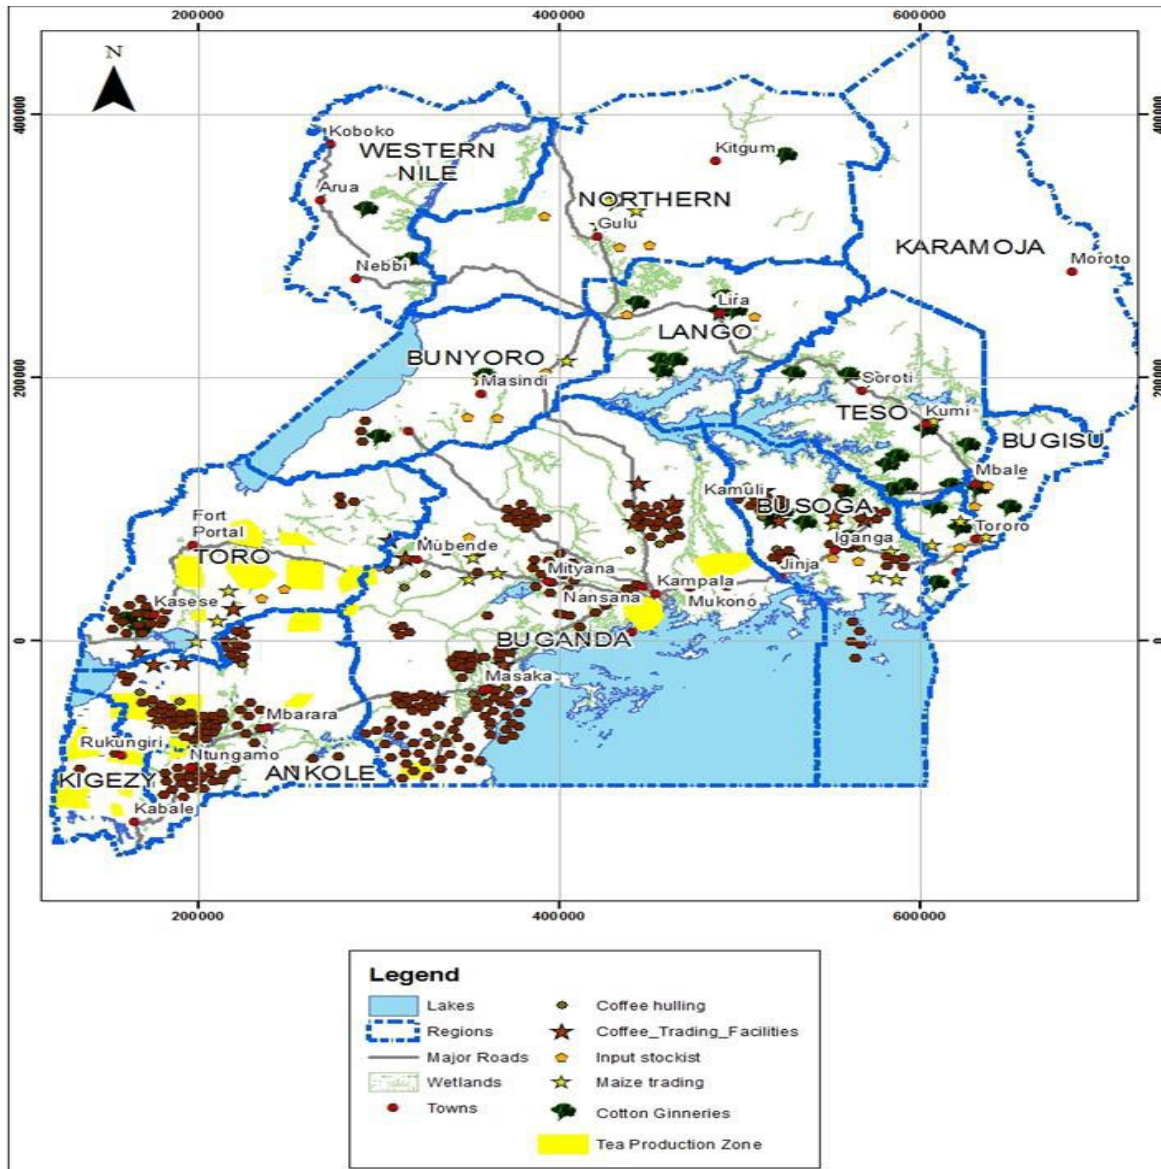 200000 400000 600000
N
400000 400000
Koboko
WESTERN
NILE
Kitgum
Arua
NORTHERN
Gulu
KARAMOJA
Nebbi
Moroto
Lira
LANGO
BUNYORO
200000 200000
Masindi
Soroti
TESO
Kumi
BUGISU
Mbale
Kamuli
BUSOGA
Fort
Portal
TORO
Mubende
Iganga
Tororo
Mityana
Jinja
Kampala
Kasese
Nansana
Mukono
0 0
BUGANDA
Masaka
Mbarara
Rukungiri
Ntungamo
KIGEZY
ANKOLE
Kabale
200000 400000 600000
Legend
Lakes
Regions
Major Roads
Wetlands
Towns
Coffee hulling
Coffee_Trading_Facilities
Input stockist
Maize trading
Cotton Ginneries
Tea Production Zone